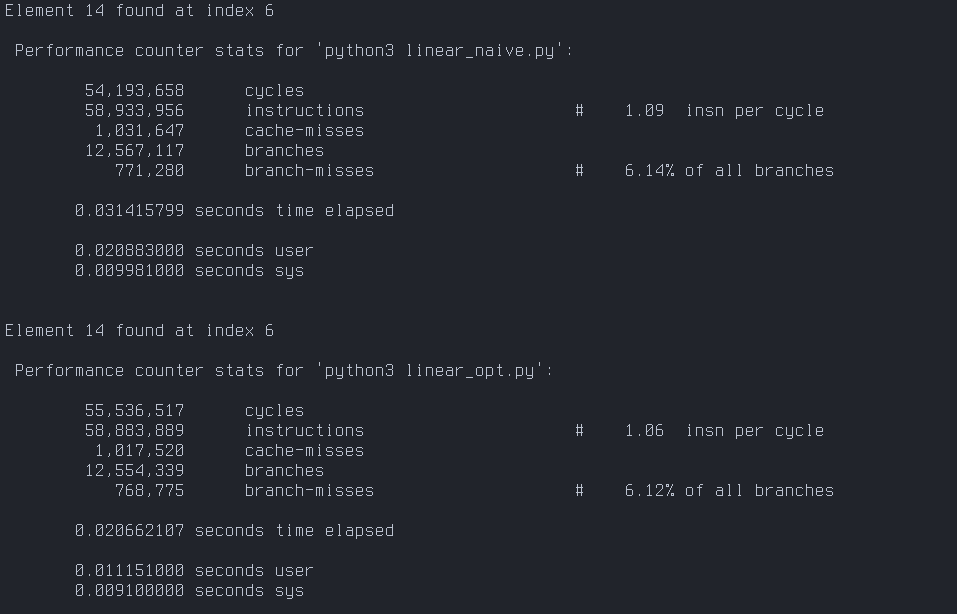 Element 14 found at index 6
Performance counter stats for 'python3 linear_naive.py':
54,193,658 cycles
58,933,956 instructions # 1.09 insn per cycle
1,031,647 cache-misses
12,567,117 branches
771,280 branch-misses # 6.14% of all branches
0.031415799 seconds time elapsed
0.020883000 seconds user
0.009981000 seconds sys
Element 14 found at index 6
Performance counter stats for 'python3 linear_opt.py':
55,536,517 cycles
58,883,889 instructions # 1.06 insn per cycle
1,017,520 cache-misses
12,554,339 branches
768,775 branch-misses # 6.12% of all branches
0.020662107 seconds time elapsed
0.011151000 seconds user
0.009100000 seconds sys